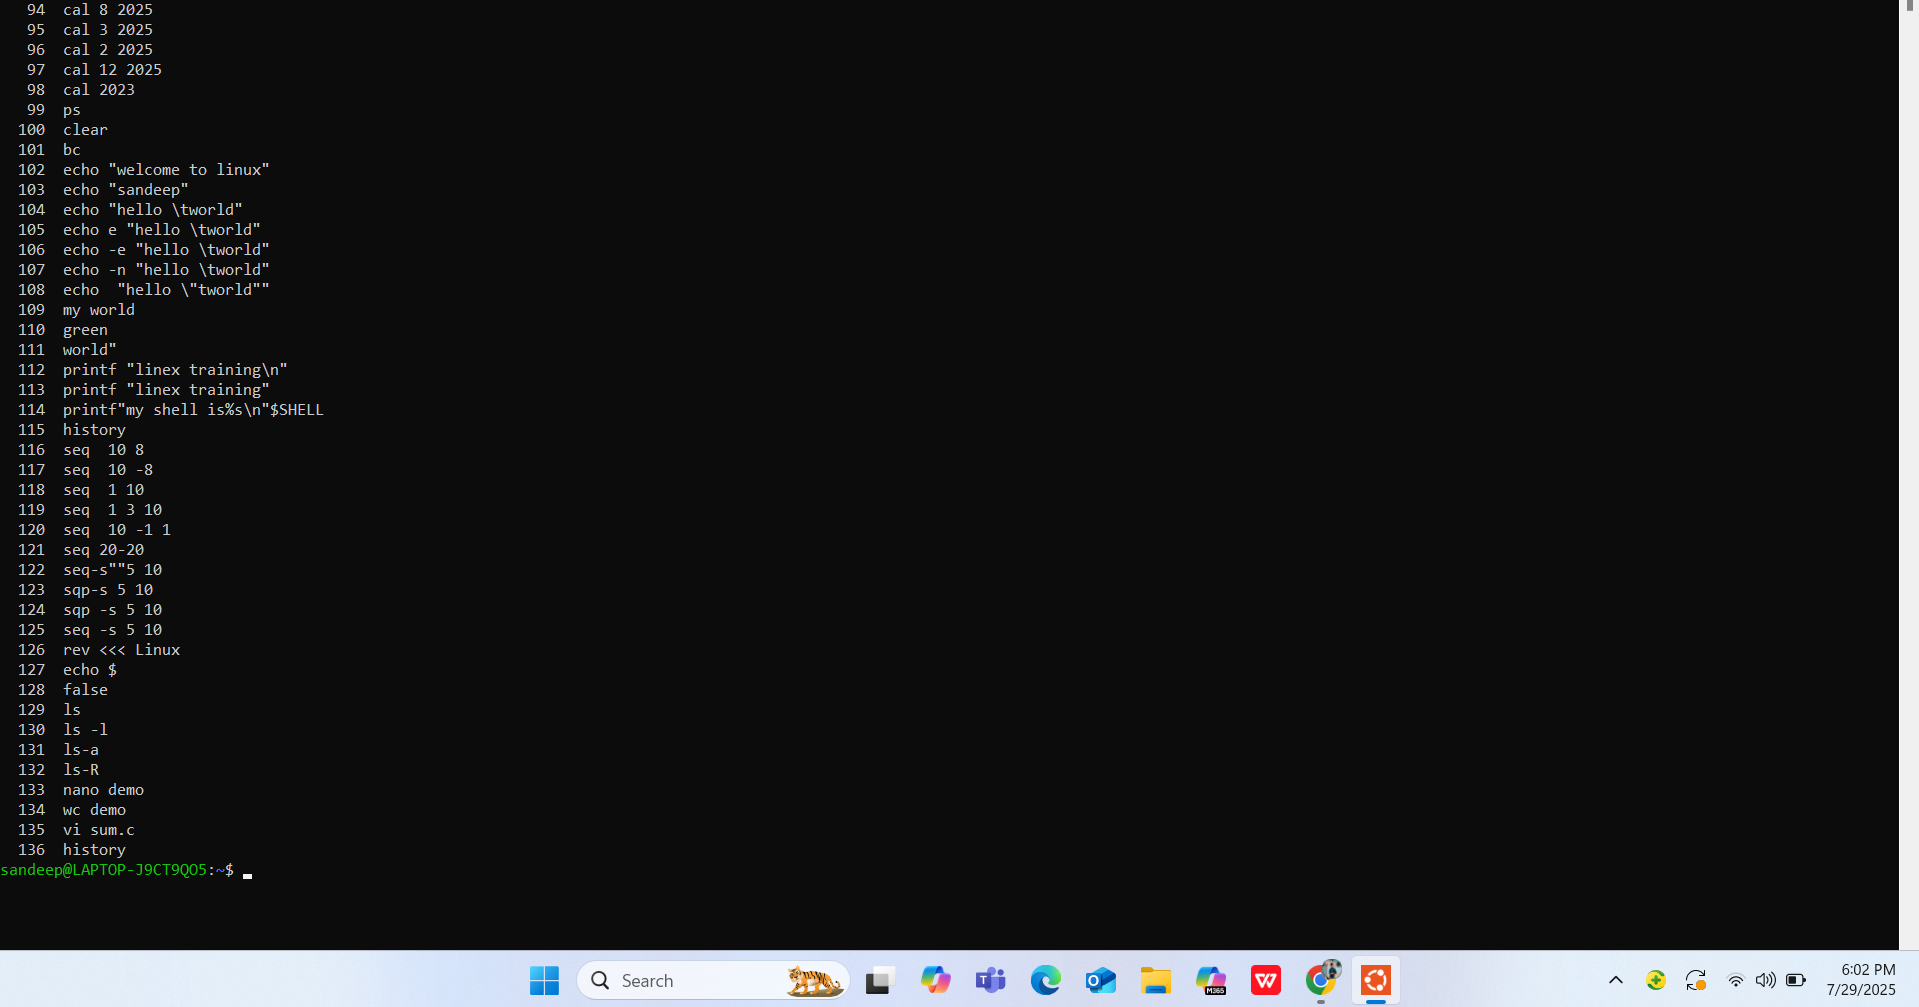 94  cal 8 2025
95  cal 3 2025
96  cal 2 2025
97  cal 12 2025
98  cal 2023
99  ps
100  clear
101  bc
102  echo "welcome to linux"
103  echo "sandeep"
104  echo "hello \tworld"
105  echo e "hello \tworld"
106  echo -e "hello \tworld"
107  echo -n "hello \tworld"
108  echo  "hello \"tworld""
109  my world
110  green
111  world"
112  printf "linex training\n"
113  printf "linex training"
114  printf"my shell is%s\n"$SHELL
115  history
116  seq  10 8
117  seq  10 -8
118  seq  1 10
119  seq  1 3 10
120  seq  10 -1 1
121  seq 20-20
122  seq-s""5 10
123  sqp-s 5 10
124  sqp -s 5 10
125  seq -s 5 10
126  rev <<< Linux
127  echo $
128  false
129  ls
130  ls -l
131  ls-a
132  ls-R
133  nano demo
134  wc demo
135  vi sum.c
136  history
sandeep@LAPTOP-J9CT9QO5:~$
Search
M365
6:02 PM
7/29/2025